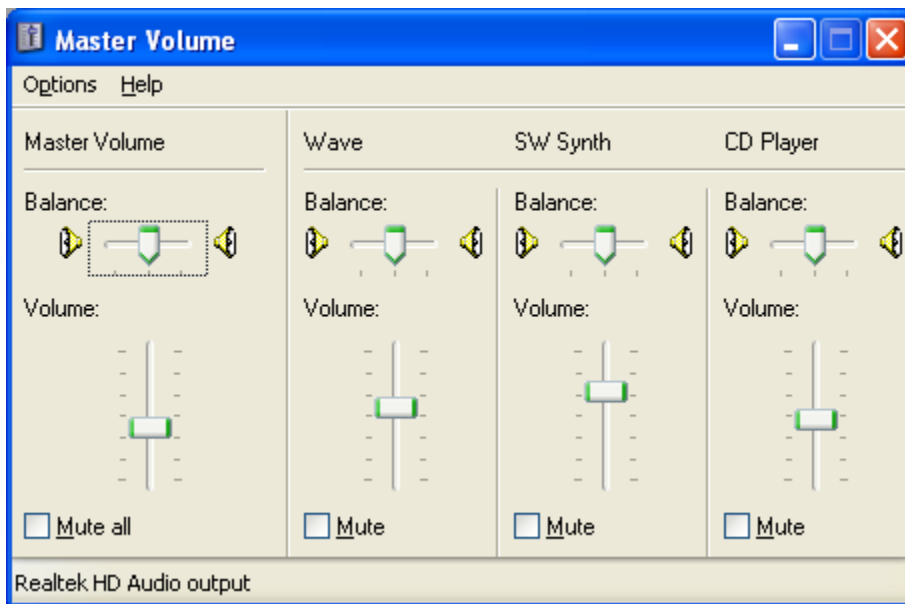 Master Volume
Options Help
Master Volume
Balance:
Volume:
Mute all
Wave
Balance:
Volume:
Mute
SW Synth
Balance:
Volume:
Mute
CD Player
Balance:
Volume:
Mute
Realtek HD Audio output